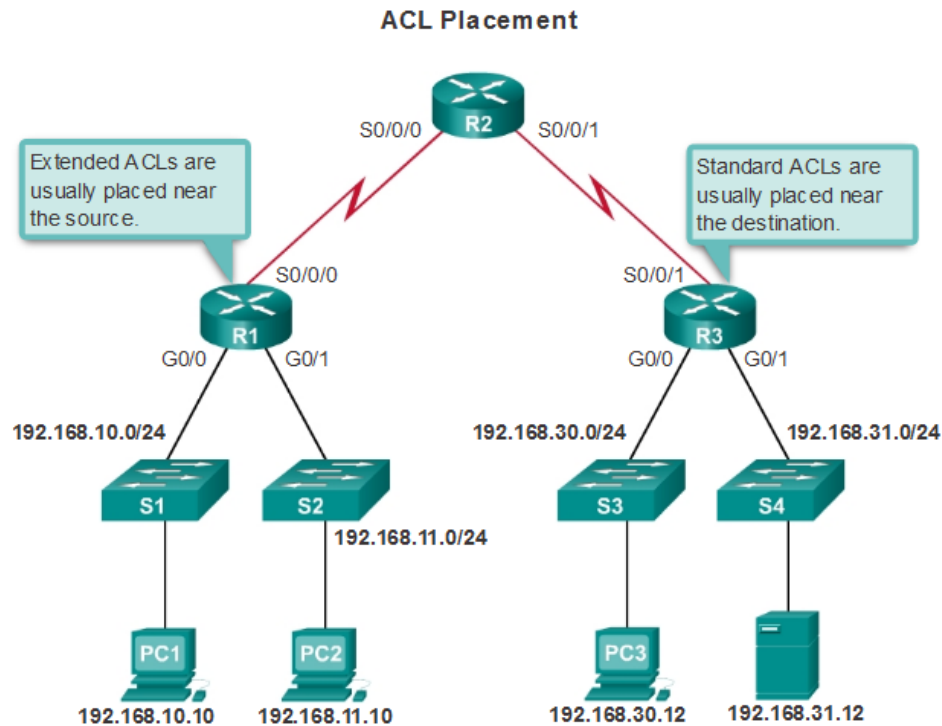 ACL Placement
R2
S0/0/0
S0/0/1
Extended ACLs are
usually placed near
the source.
Standard ACLs are
usually placed near
the destination.
S0/0/0
S0/0/1
R1
R3
G0/0
G0/1
G0/0
G0/1
192.168.10.0/24
192.168.30.0/24
192.168.31.0/24
S1
S2
S3
S4
192.168.11.0/24
PC1
PC2
PC3
192.168.10.10
192.168.11.10
192.168.30.12
192.168.31.12